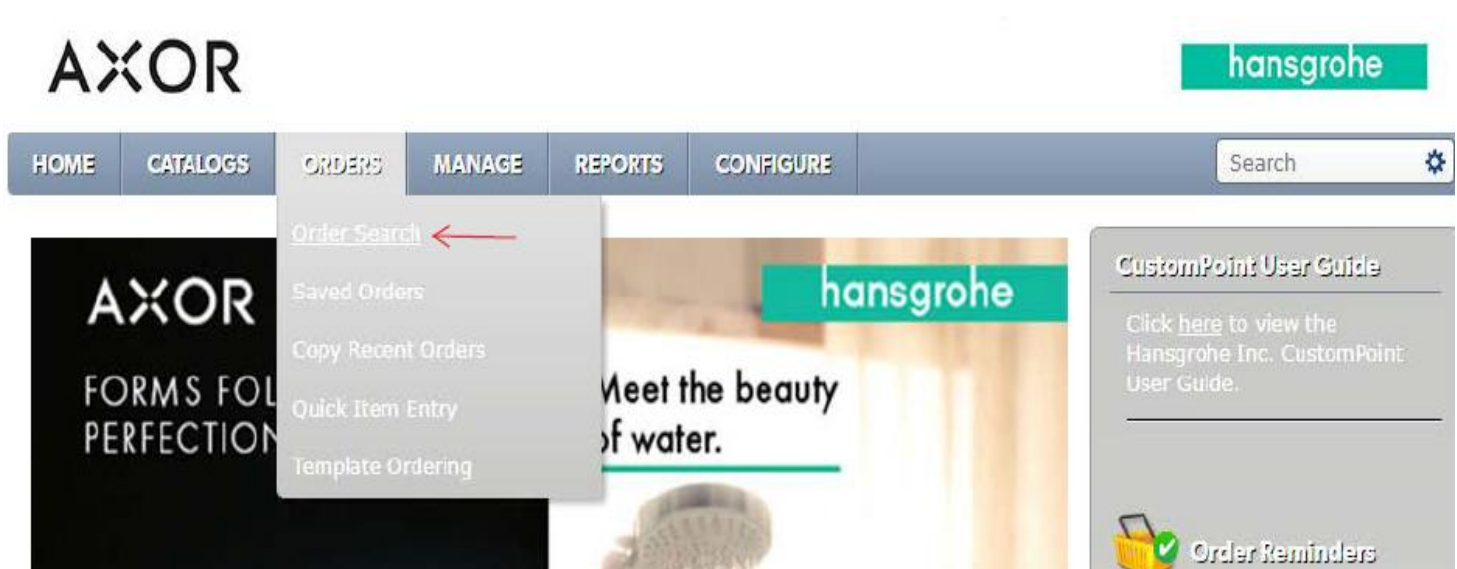 AXOR
hansgrohe
HOME CATALOGS ORDERS MANAGE REPORTS CONFIGURE Search
Order Search
Saved Orders
Copy Recent Orders
Quick Item Entry
Template Ordering
AXOR
FORMS FOL
PERFECTION
hansgrohe
Meet the beauty
of water.
CustomPoint User Guide
Click here to view the
Hansgrohe Inc. CustomPoint
User Guide.
Order Reminders